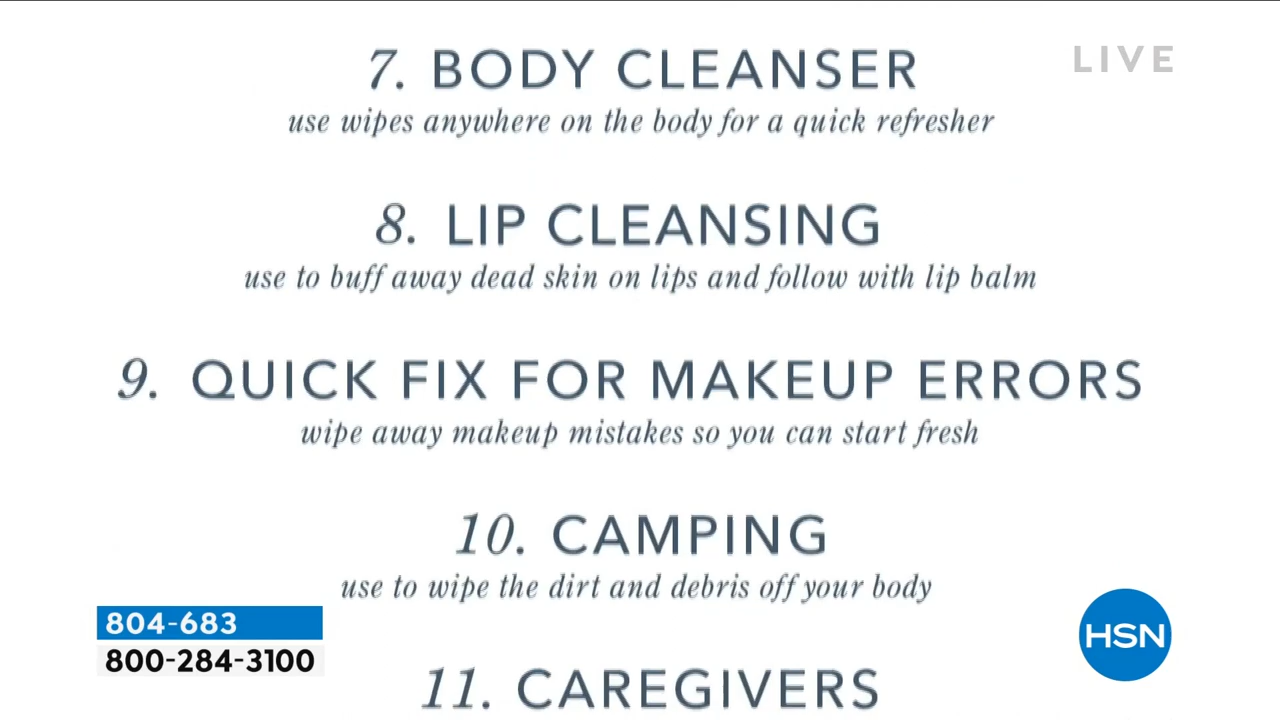 LIVE
7. BODY CLEANSER
use wipes anywhere on the body for a quick refresher
8. LIP CLEANSING
use to buff away dead skin on lips and follow with lip balm
9. QUICK FIX FOR MAKEUP ERRORS
wipe away makeup mistakes so you can start fresh
10. CAMPING
use to wipe the dirt and debris off your body
11. CAREGIVERS
804-683
800-284-3100
HSN